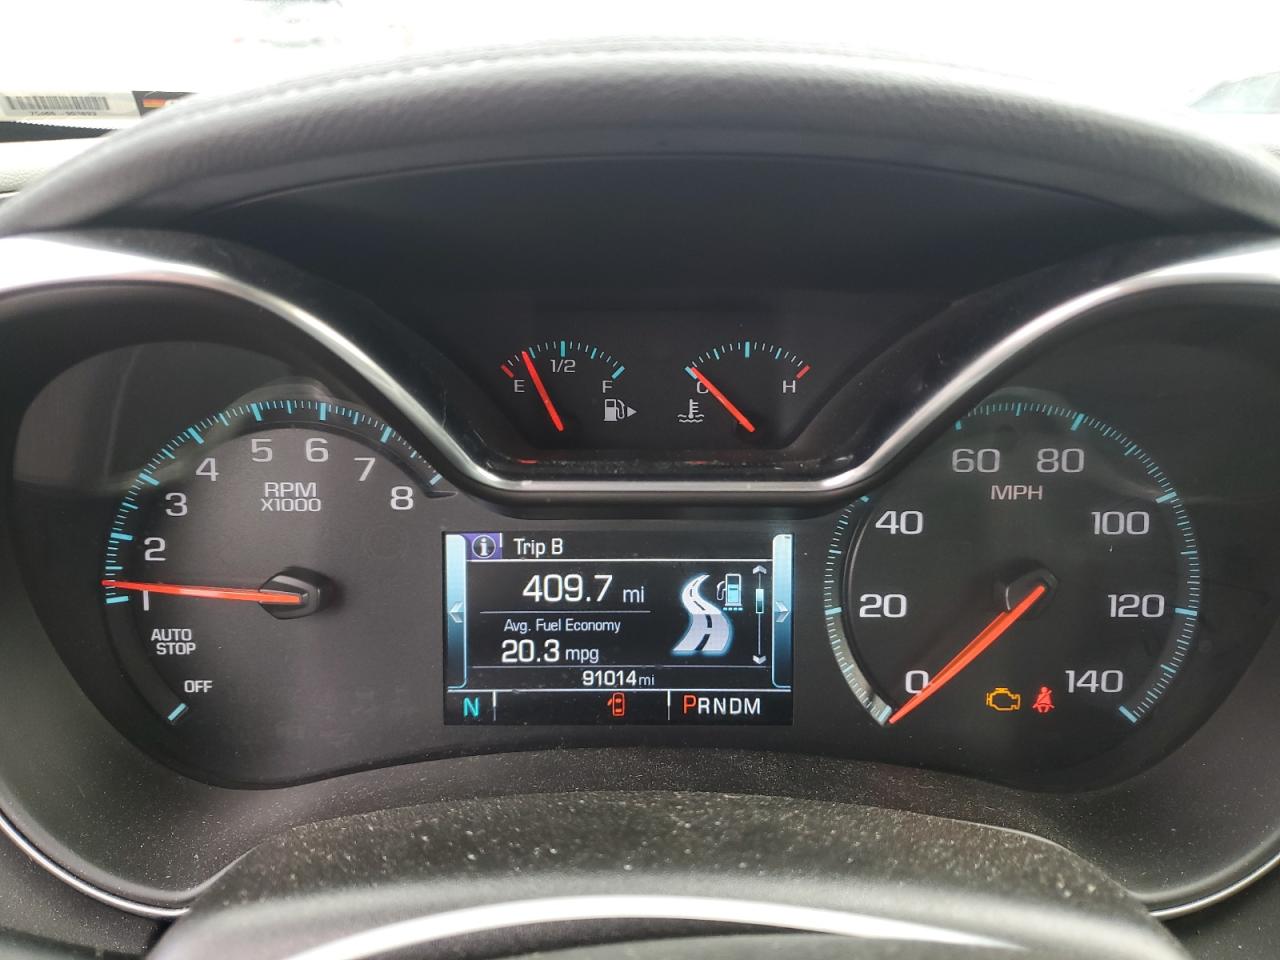 1/2
E
F
C
H
5
6
4
7
3
8
RPM
X1000
2
1
AUTO
STOP
OFF
i Trip B
409.7 mi
Avg. Fuel Economy
20.3 mpg
91014mi
N
PRNDM
60
80
MPH
40
100
20
120
0
140